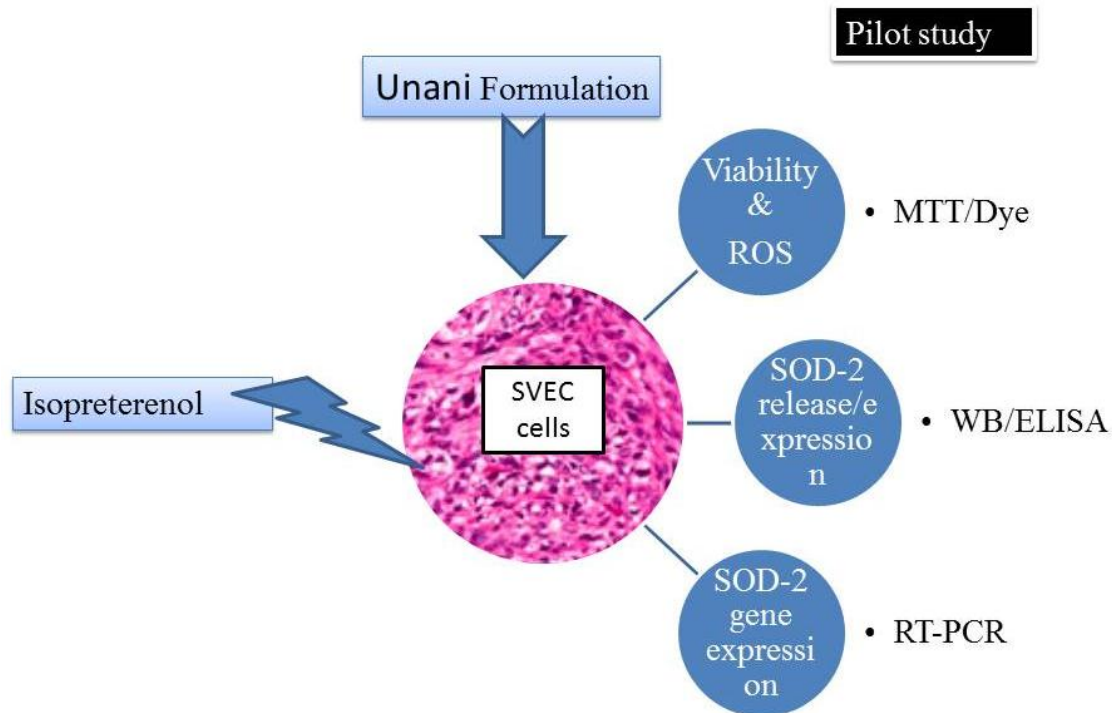 Pilot study
Unani Formulation
Viability
&
ROS
• MTT/Dye
Isopreterenol
SVEC
cells
SOD-2
release/e
xpressio
n
• WB/ELISA
SOD-2
gene
expressi
on
• RT-PCR